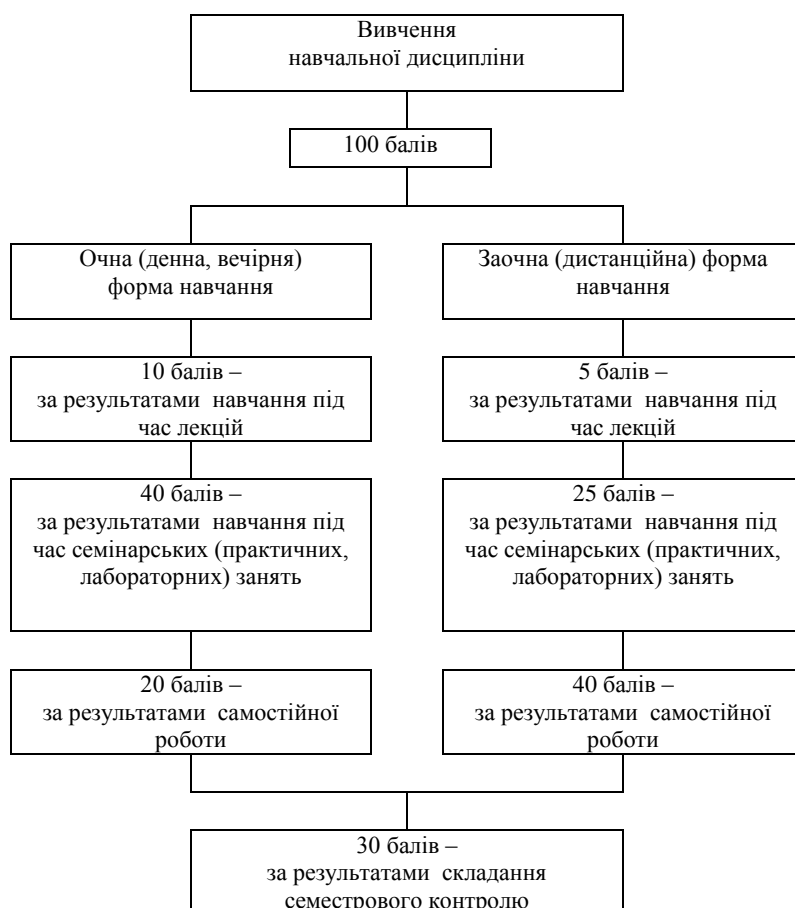 Вивчення
навчальної дисципліни
100 балів
Очна (денна, вечірня)
форма навчання
Заочна (дистанційна) форма
навчання
10 балів –
за результатами навчання під
час лекцій
5 балів –
за результатами навчання під
час лекцій
40 балів –
за результатами навчання під
час семінарських (практичних,
лабораторних) занять
25 балів –
за результатами навчання під
час семінарських (практичних,
лабораторних) занять
20 балів –
за результатами самостійної
роботи
40 балів –
за результатами самостійної
роботи
30 балів –
за результатами складання
семестрового контролю